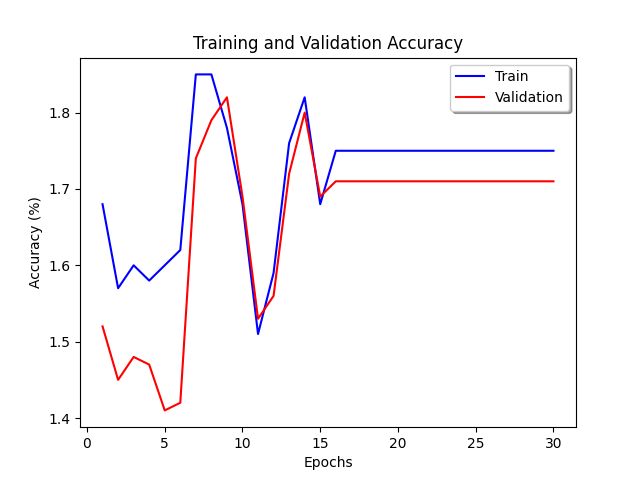 Training and Validation Accuracy
Train
Validation
1.8
1.7
1.6
1.5
1.4
Accuracy (%)
0 5 10 15 20 25 30
Epochs